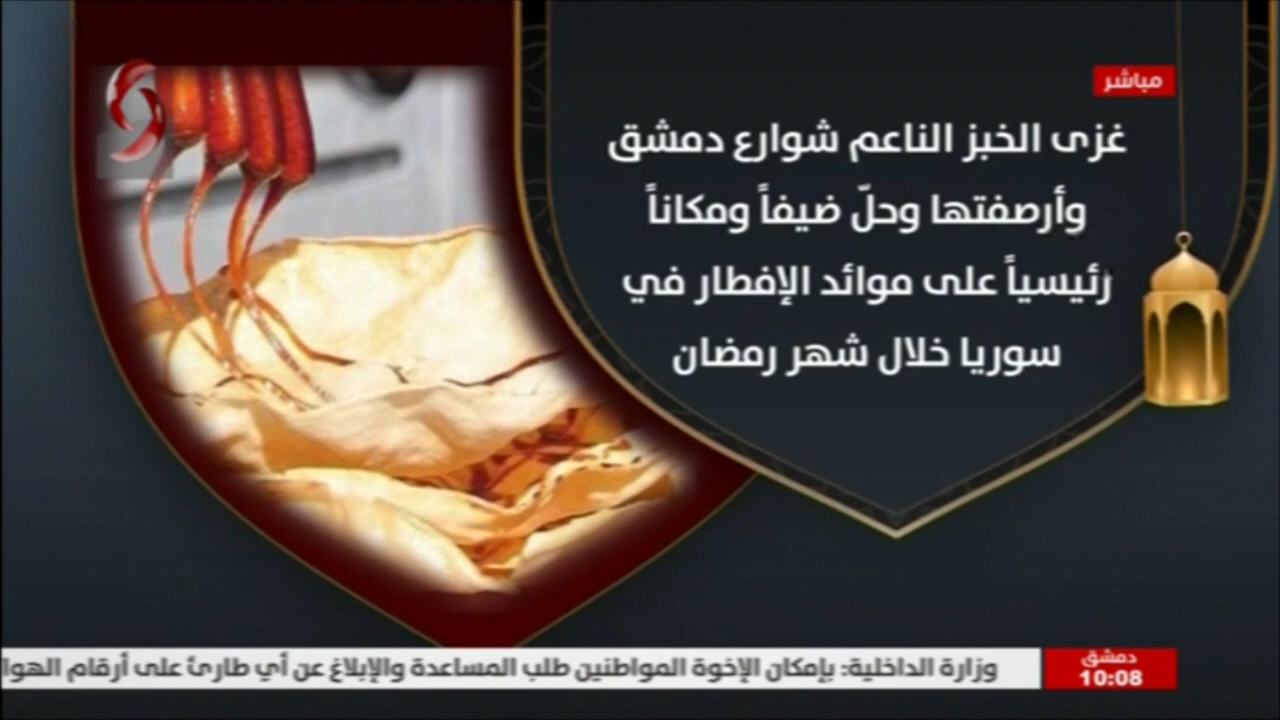 مباشر
غزى الخبز الناعم شوارع دمشق
وأرصفتها وحلّ ضيفاً ومكاناً
رئيسياً على موائد الإفطار في
سوريا خلال شهر رمضان
دمشق
10:08
وزارة الداخلية: بإمكان الإخوة المواطنين طلب المساعدة والإبلاغ عن أي طارئ على أرقام